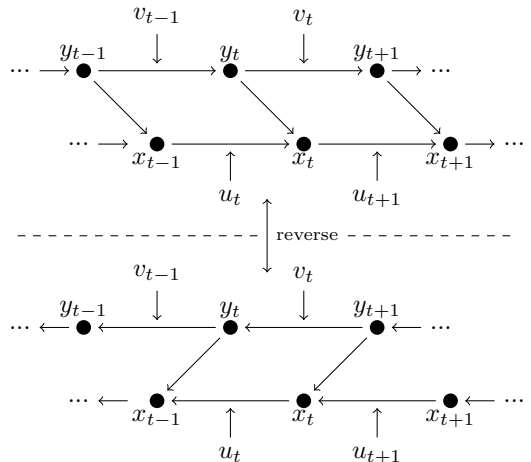 v_{t−1} v_t
y_{t−1} y_t y_{t+1}
... ...
... ...
x_{t−1} x_t x_{t+1}
u_t u_{t+1}
reverse
v_{t−1} v_t
y_{t−1} y_t y_{t+1}
... ...
... ...
x_{t−1} x_t x_{t+1}
u_t u_{t+1}